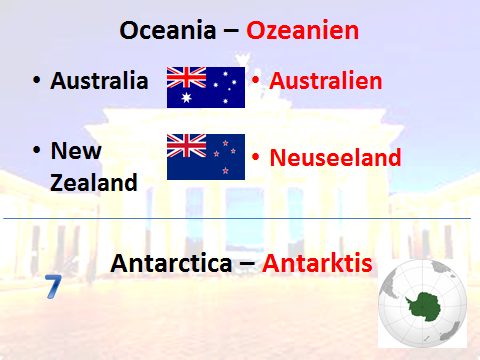 Oceania – Ozeanien
• Australia
• Australien
• New
Zealand
• Neuseeland
Antarctica – Antarktis
7